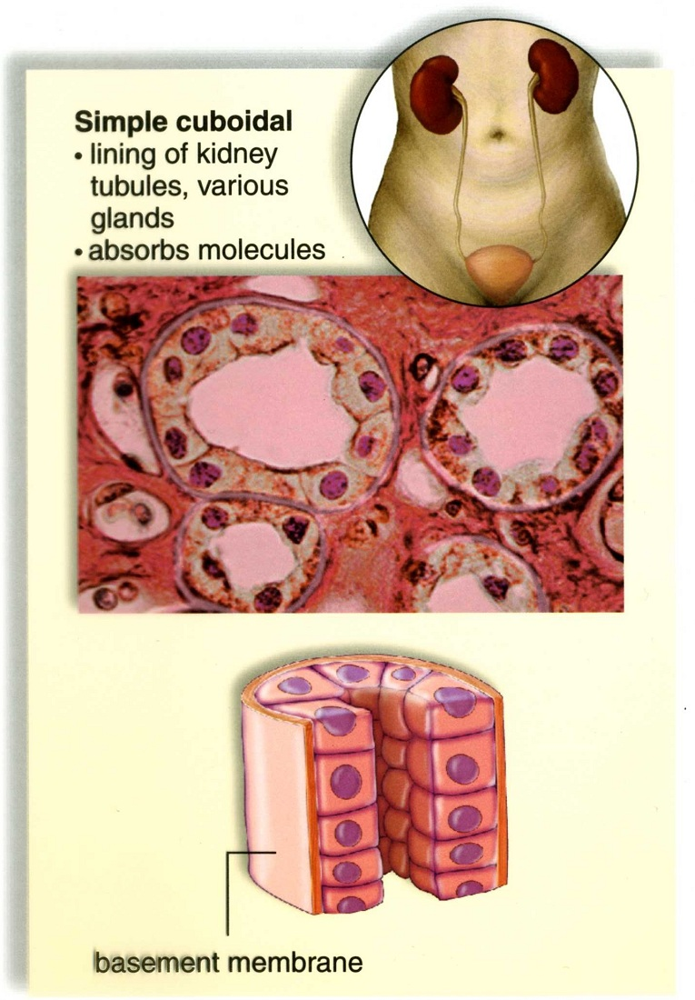 Simple cuboidal
• lining of kidney
tubules, various
glands
• absorbs molecules
basement membrane